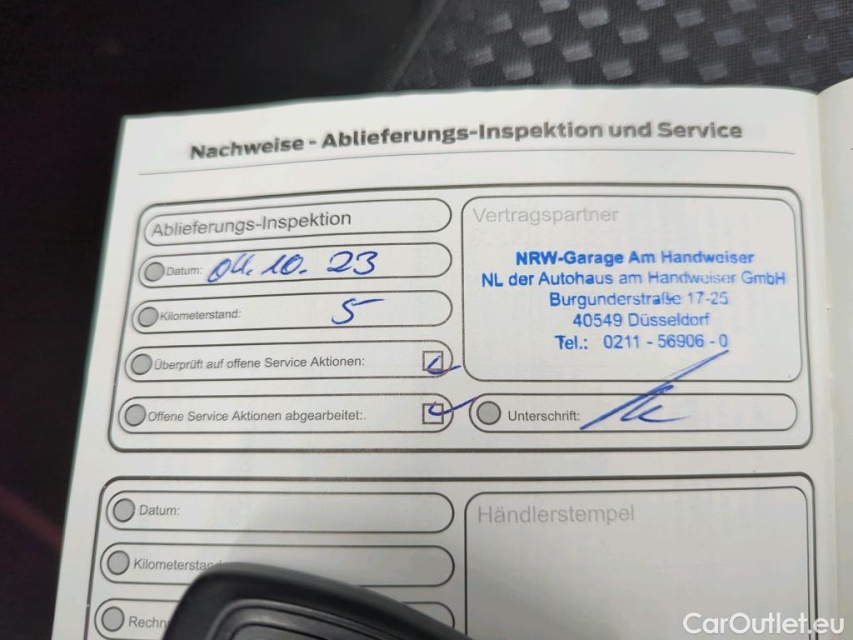 Nachweise - Ablieferungs-Inspektion und Service
Ablieferungs-Inspektion
Datum: 04.10.23
Kilometerstand: 5
Überprüft auf offene Service Aktionen:
Offene Service Aktionen abgearbeitet:
Vertragspartner
NRW-Garage Am Handweiser
NL der Autohaus am Handweiser GmbH
Burgunderstraße 17-25
40549 Düsseldorf
Tel.: 0211 - 56906 - 0
Unterschrift:
Datum:
Kilometerstand
Rechn
Händlerstempel
CarOutlet.eu